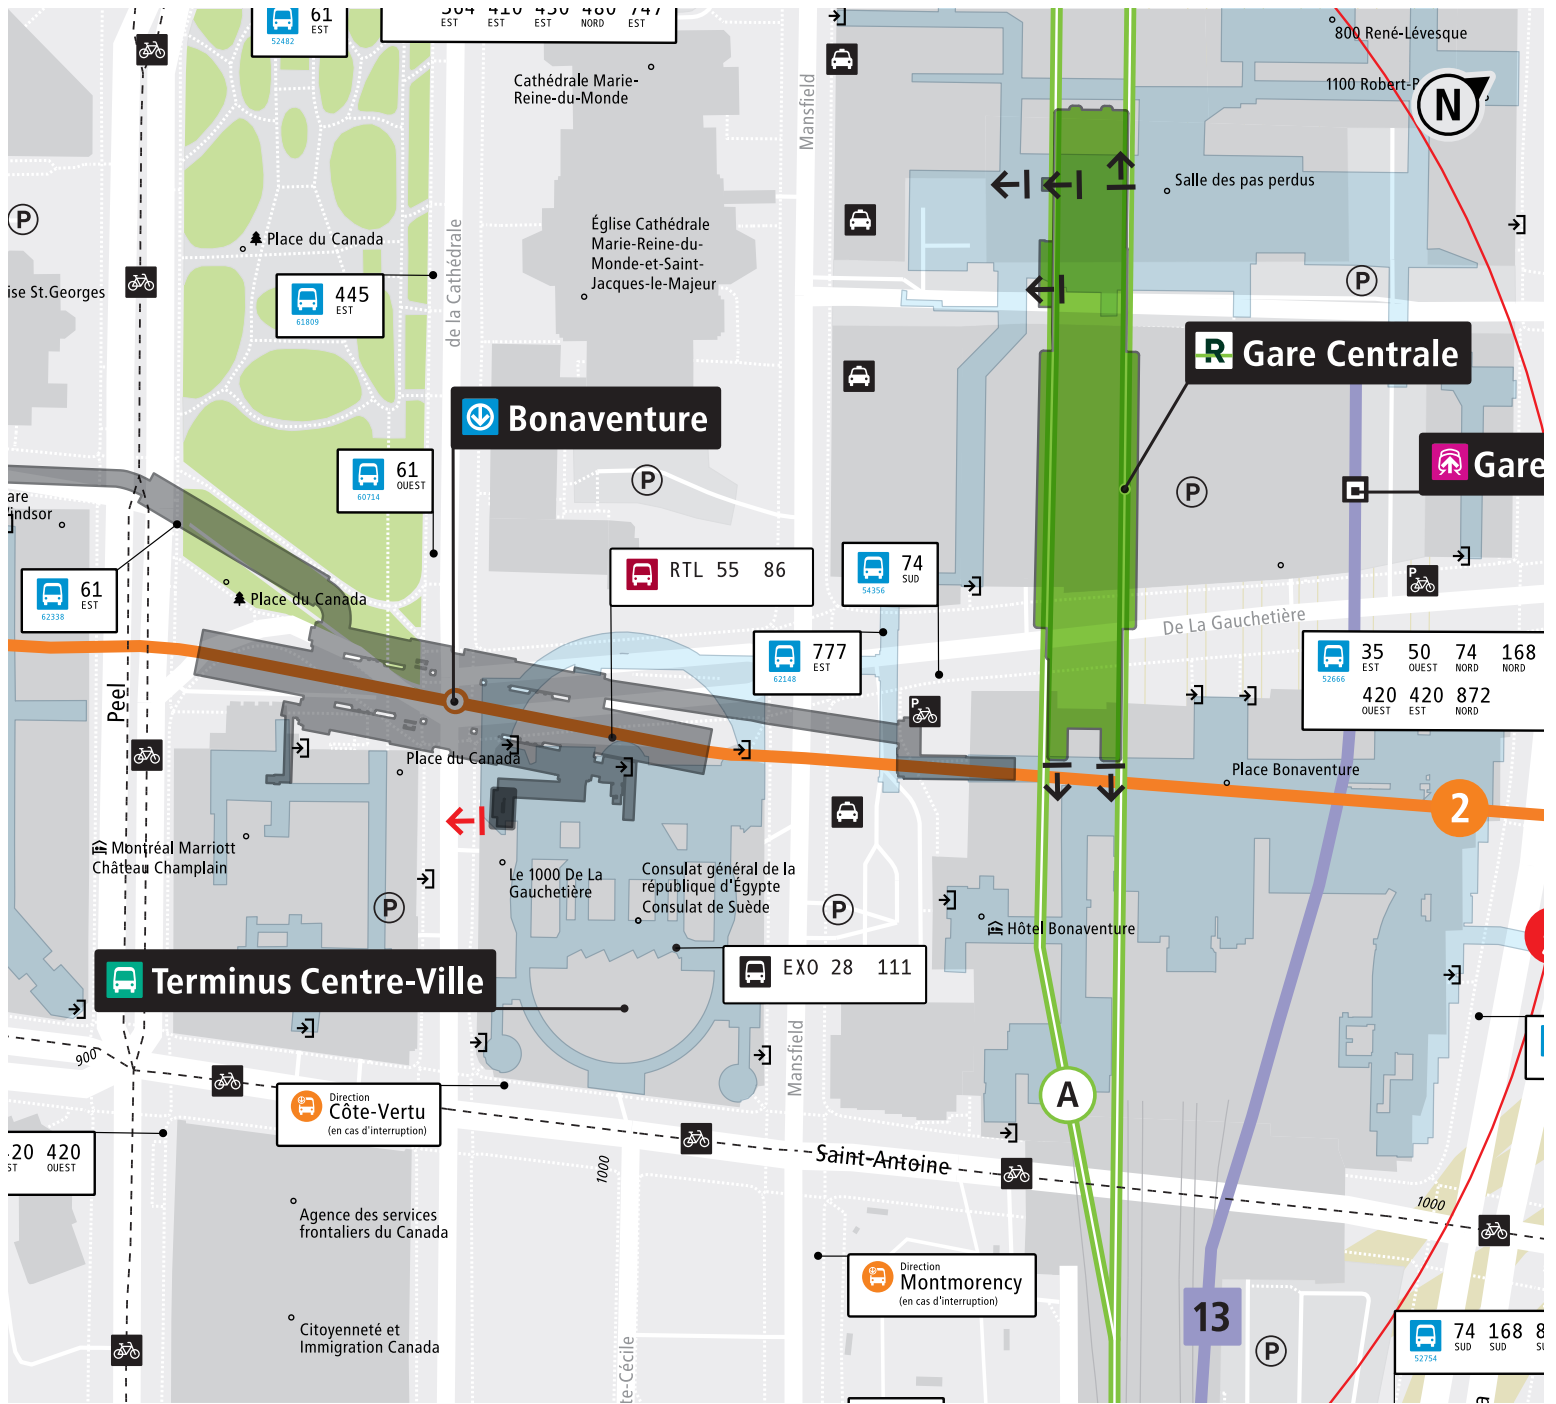 61
EST
52482
EST
410
EST
430
EST
480
NORD
747
EST
800 René-Lévesque
Cathédrale Marie-
Reine-du-Monde
Mansfield
N
Salle des pas perdus
P
Place du Canada
de la Cathédrale
Église Cathédrale
Marie-Reine-du-
Monde-et-Saint-
Jacques-le-Majeur
P
St.Georges
445
EST
61809
R Gare Centrale
Bonaventure
61
OUEST
60714
P
P
Gare
61
EST
62338
Place du Canada
RTL 55 86
74
SUD
54356
P
De La Gauchetière
777
EST
62148
35
EST
50
OUEST
74
NORD
168
NORD
52666
420
OUEST
420
EST
872
NORD
Peel
P
Place du Canada
Place Bonaventure
2
Montréal Marriott
Château Champlain
Le 1000 De La
Gauchetière
Consulat général de la
république d'Égypte
Consulat de Suède
P
P
Hôtel Bonaventure
Terminus Centre-Ville
EXO 28 111
900
Mansfield
Direction
Côte-Vertu
(en cas d'interruption)
A
420
OUEST
1000
Saint-Antoine
1000
Agence des services
frontaliers du Canada
Direction
Montmorency
(en cas d'interruption)
13
Citoyenneté et
Immigration Canada
P
74
SUD
168
SUD
52754